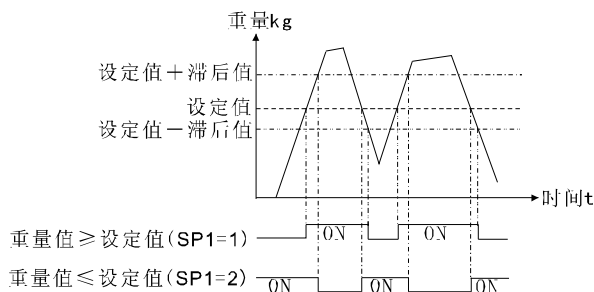 重量kg
设定值＋滞后值
设定值
设定值－滞后值
时间t
重量值≥设定值(SP1=1)
ON
ON
重量值≤设定值(SP1=2)
ON
ON
ON